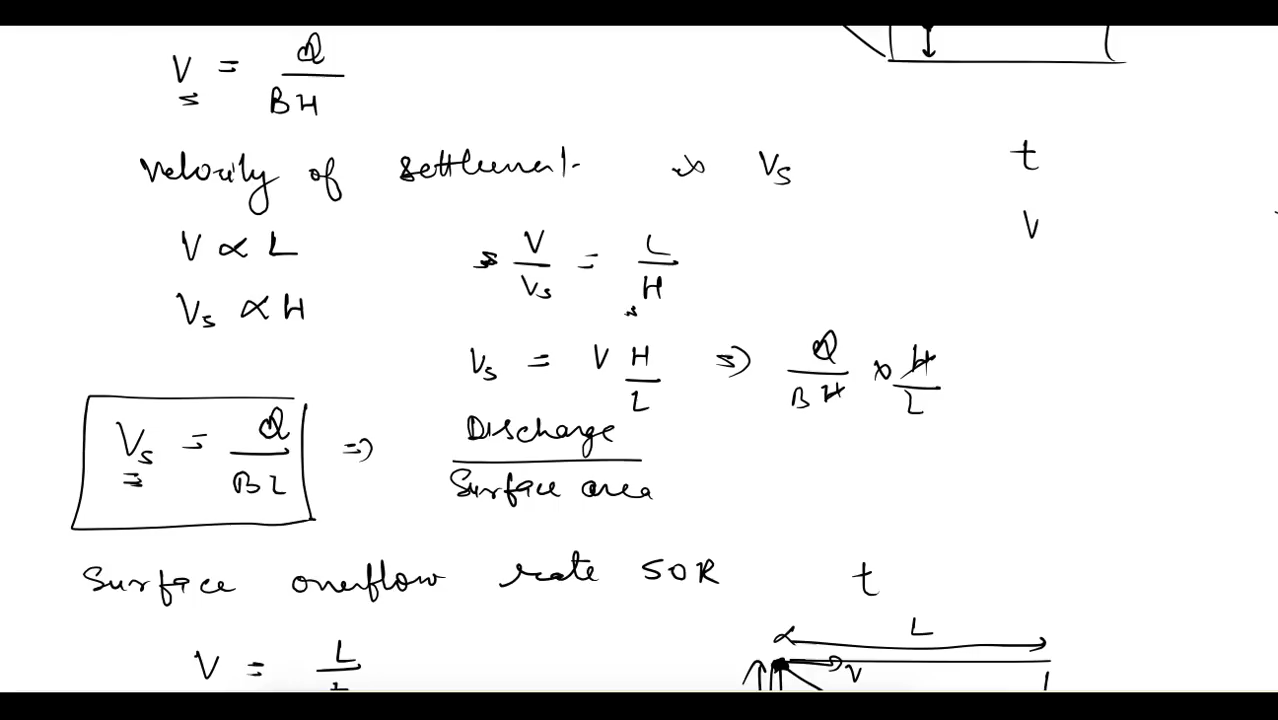 V = Q / BH
Velocity of settlement → Vs
t
V
V ∝ L
V / Vs = L / H
Vs ∝ H
Vs = V H / L ⇒ Q / BH × H / L
Vs = Q / BL ⇒ Discharge / Surface area
Surface overflow rate SOR
t
L
V = L / t
V